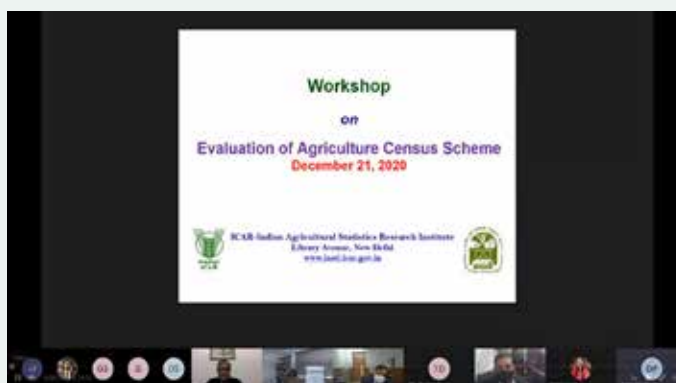 Workshop
on
Evaluation of Agriculture Census Scheme
December 21, 2020
ICAR-Indian Agricultural Statistics Research Institute
Library Avenue, New Delhi
www.iasri.icar.gov.in